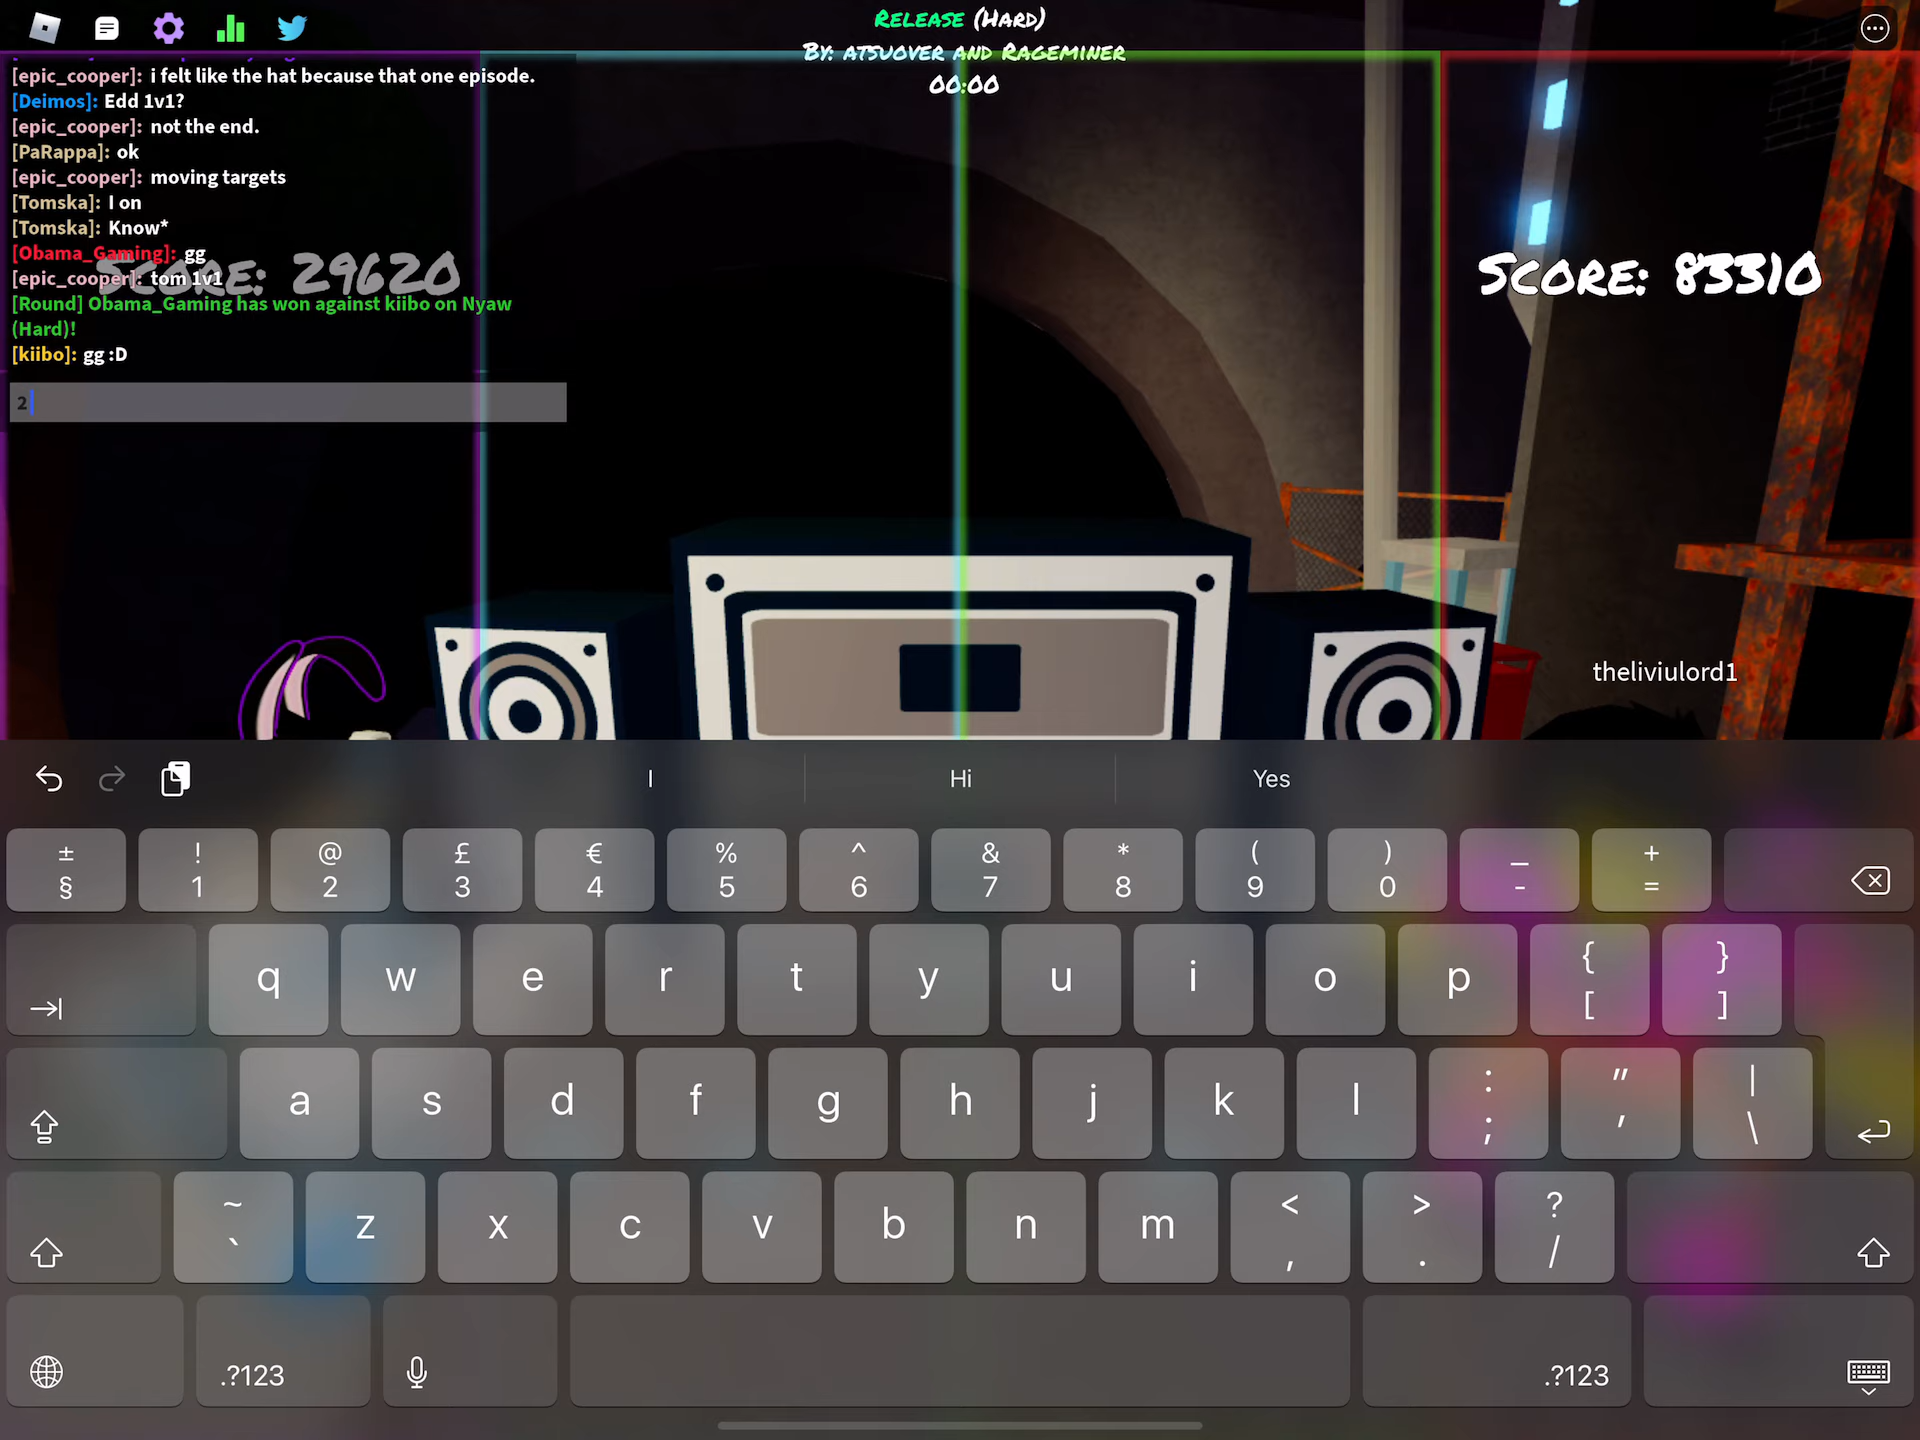 Release (Hard)
By: atsuover and Rageminer
00:00
[epic_cooper]: i felt like the hat because that one episode.
[Deimos]: Edd 1v1?
[epic_cooper]: not the end.
[PaRappa]: ok
[epic_cooper]: moving targets
[Tomska]: I on
[Tomska]: Know*
[Obama_Gaming]: gg
[epic_cooper]: tom 1v1
[Round] Obama_Gaming has won against kiibo on Nyaw
(Hard)!
[kiibo]: gg :D
2
Score: 29620
Score: 83310
theliviulord1
I Hi Yes
± ! @ £ € % ^ & * ( ) _ +
§ 1 2 3 4 5 6 7 8 9 0 - =
q w e r t y u i o p { [ } ]
a s d f g h j k l : ; " ' | \
~ ` z x c v b n m < , > . ? /
.?123 .?123